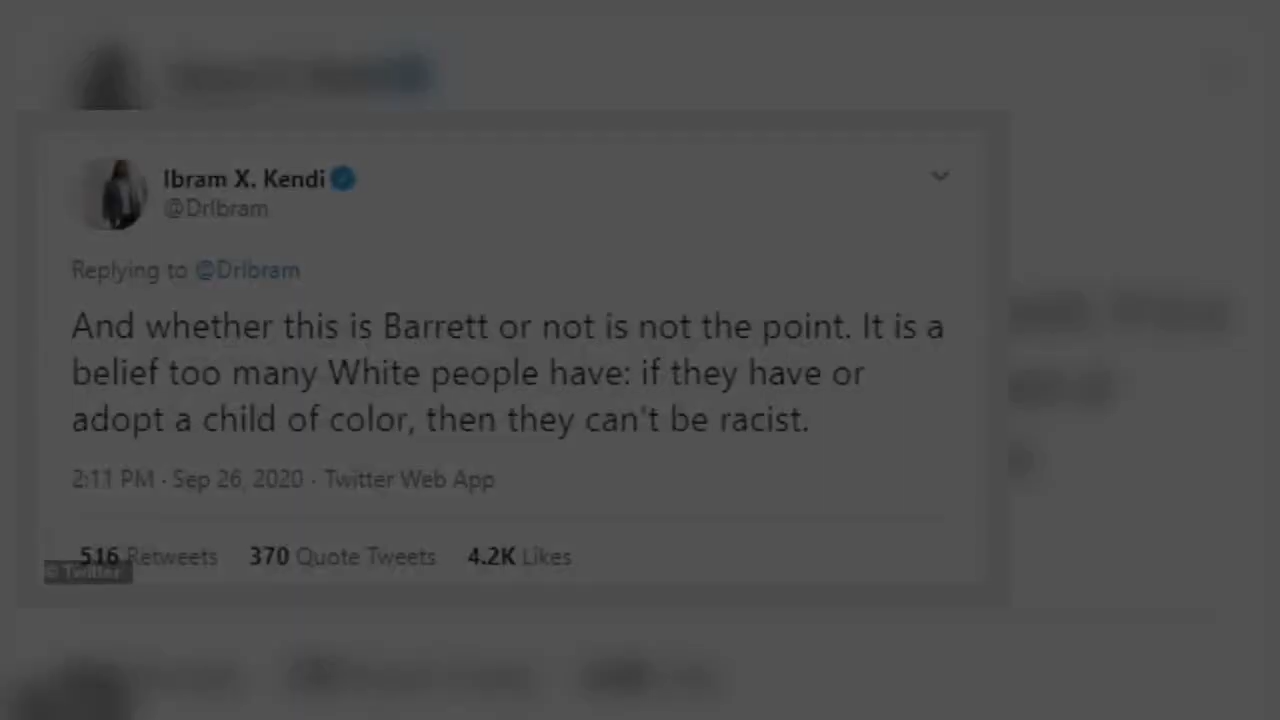 Ibram X. Kendi
@DrIbram
Replying to @DrIbram
And whether this is Barrett or not is not the point. It is a
belief too many White people have: if they have or
adopt a child of color, then they can't be racist.
2:11 PM · Sep 26, 2020 · Twitter Web App
516 Retweets 370 Quote Tweets 4.2K Likes
© Twitter